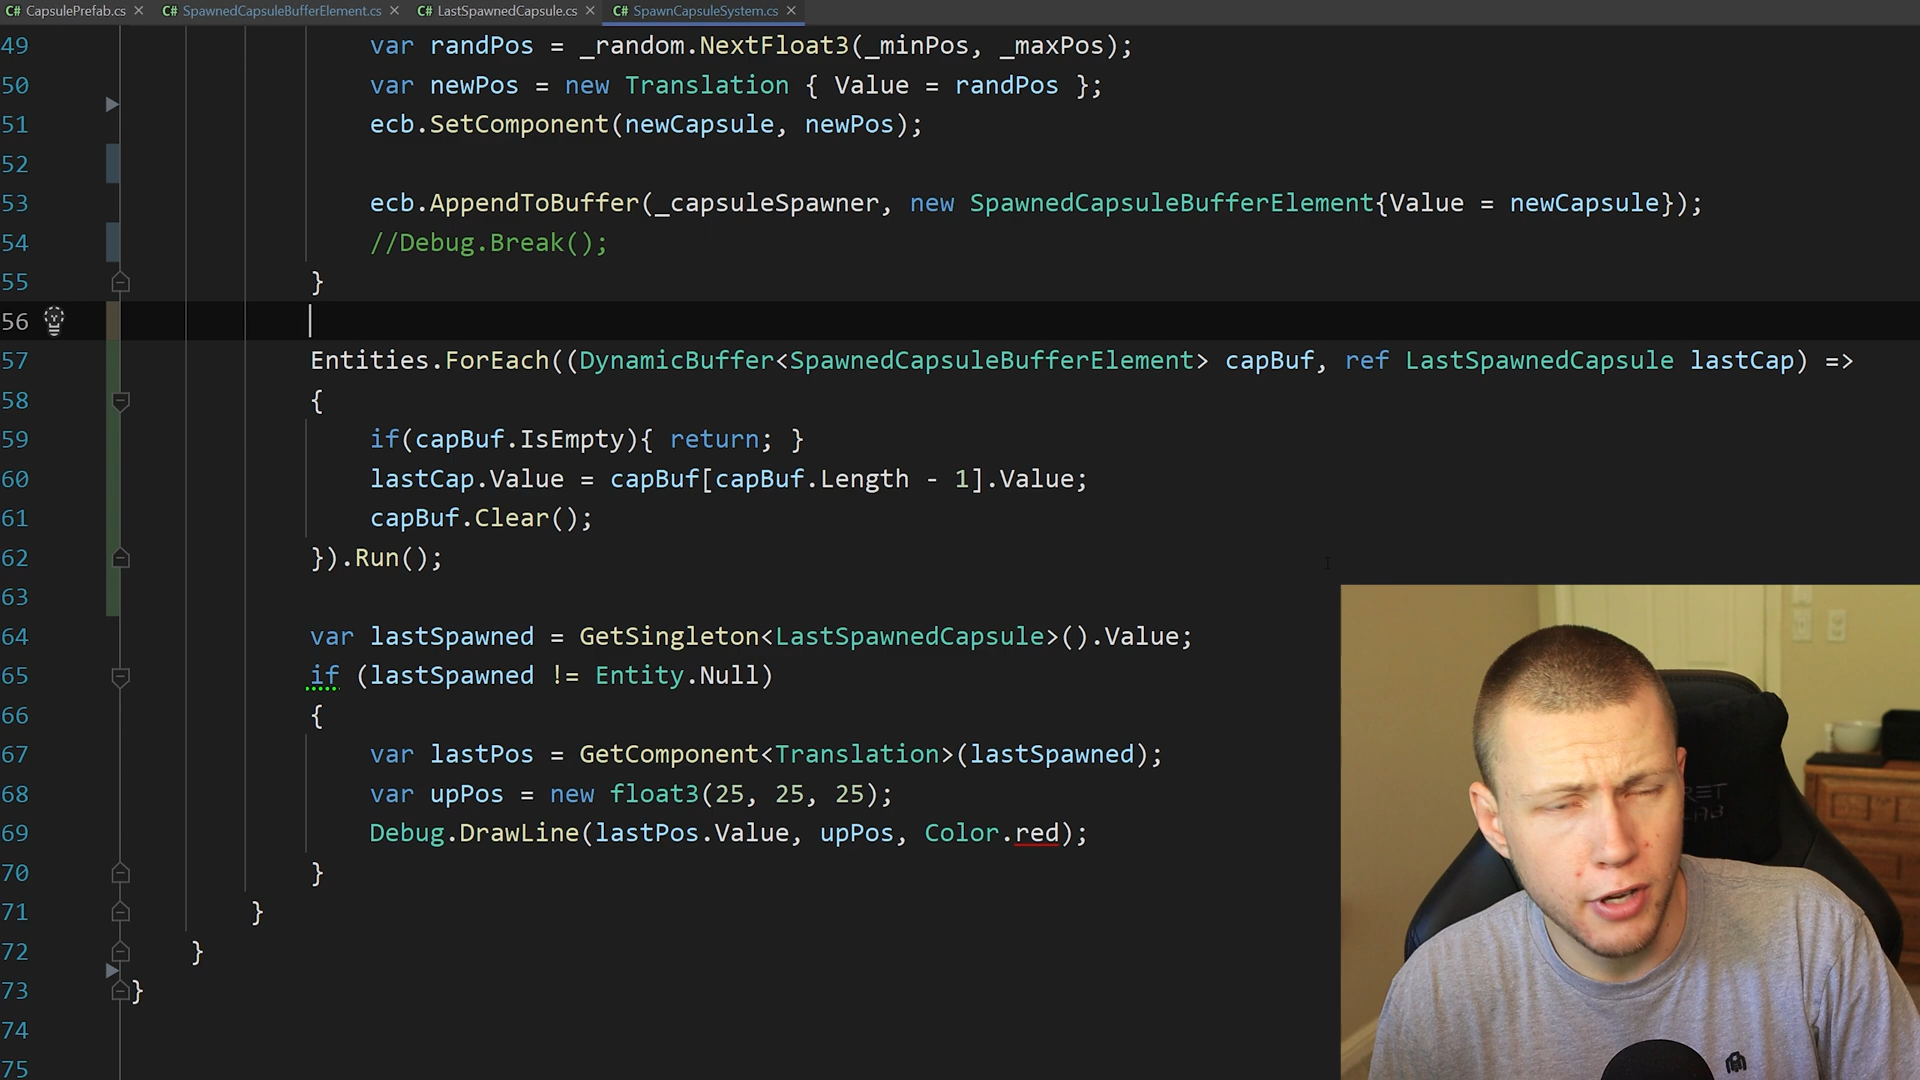 C# CapsulePrefab.cs × C# SpawnedCapsuleBufferElement.cs × C# LastSpawnedCapsule.cs × C# SpawnCapsuleSystem.cs ×
49 var randPos = _random.NextFloat3(_minPos, _maxPos);
50 var newPos = new Translation { Value = randPos };
51 ecb.SetComponent(newCapsule, newPos);
52
53 ecb.AppendToBuffer(_capsuleSpawner, new SpawnedCapsuleBufferElement{Value = newCapsule});
54 //Debug.Break();
55 }
56
57 Entities.ForEach((DynamicBuffer<SpawnedCapsuleBufferElement> capBuf, ref LastSpawnedCapsule lastCap) =>
58 {
59 if(capBuf.IsEmpty){ return; }
60 lastCap.Value = capBuf[capBuf.Length - 1].Value;
61 capBuf.Clear();
62 }).Run();
63
64 var lastSpawned = GetSingleton<LastSpawnedCapsule>().Value;
65 if (lastSpawned != Entity.Null)
66 {
67 var lastPos = GetComponent<Translation>(lastSpawned);
68 var upPos = new float3(25, 25, 25);
69 Debug.DrawLine(lastPos.Value, upPos, Color.red);
70 }
71 }
72 }
73 }
74
75